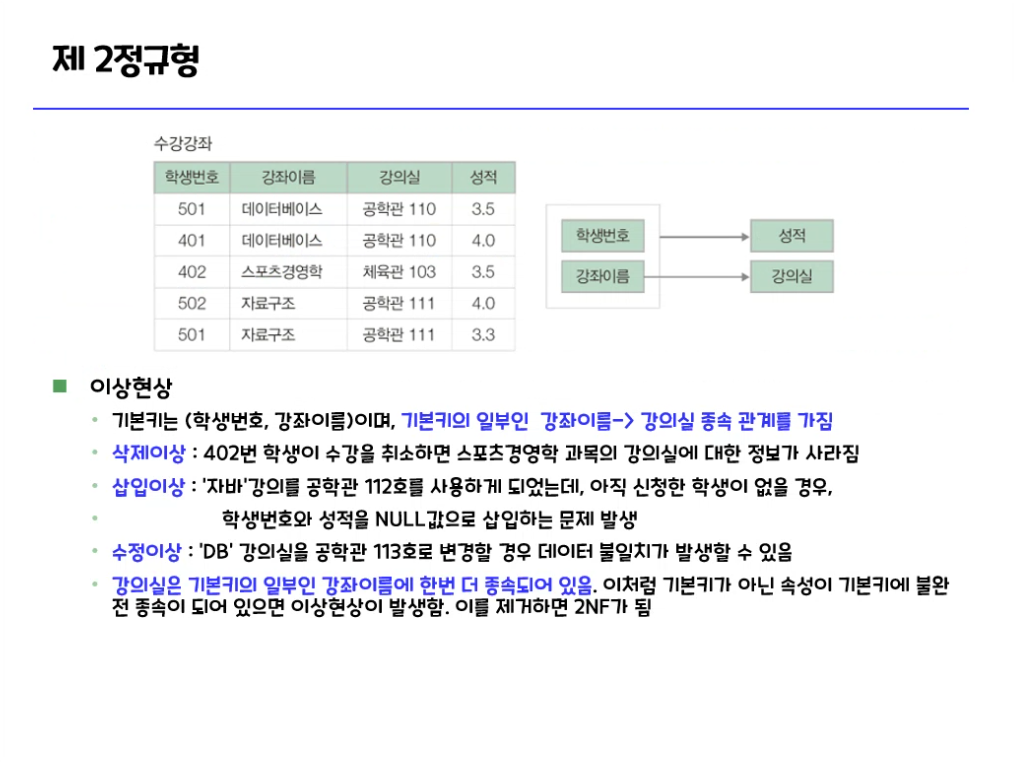 제 2정규형
수강강좌
학생번호 강좌이름 강의실 성적
501 데이터베이스 공학관 110 3.5
401 데이터베이스 공학관 110 4.0
402 스포츠경영학 체육관 103 3.5
502 자료구조 공학관 111 4.0
501 자료구조 공학관 111 3.3
학생번호 성적
강좌이름 강의실
이상현상
기본키는 (학생번호, 강좌이름)이며, 기본키의 일부인 강좌이름-> 강의실 종속 관계를 가짐
삭제이상 : 402번 학생이 수강을 취소하면 스포츠경영학 과목의 강의실에 대한 정보가 사라짐
삽입이상 : '자바'강의를 공학관 112호를 사용하게 되었는데, 아직 신청한 학생이 없을 경우,
학생번호와 성적을 NULL값으로 삽입하는 문제 발생
수정이상 : 'DB' 강의실을 공학관 113호로 변경할 경우 데이터 불일치가 발생할 수 있음
강의실은 기본키의 일부인 강좌이름에 한번 더 종속되어 있음. 이처럼 기본키가 아닌 속성이 기본키에 불완
전 종속이 되어 있으면 이상현상이 발생함. 이를 제거하면 2NF가 됨